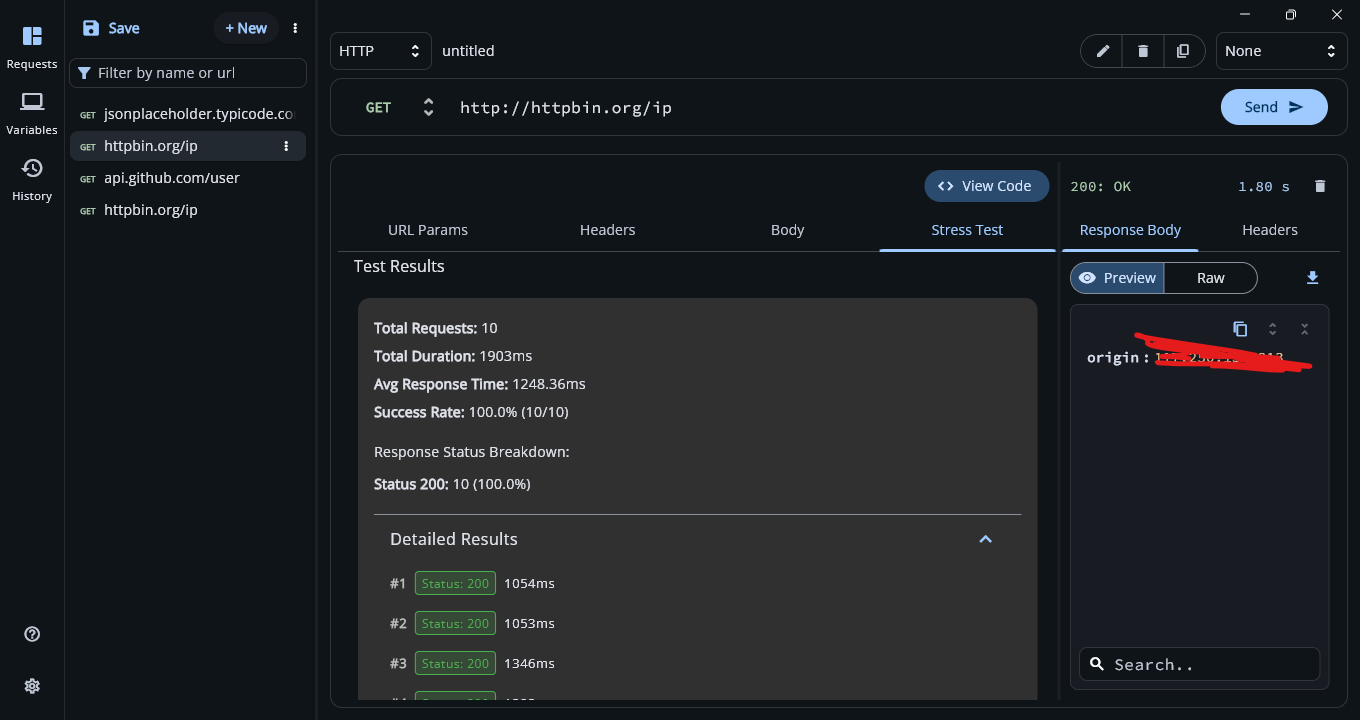 Save
+ New
Requests
Filter by name or url
Variables
GET jsonplaceholder.typicode.co
GET httpbin.org/ip
History
GET api.github.com/user
GET httpbin.org/ip
HTTP
untitled
None
GET
http://httpbin.org/ip
Send
<> View Code
URL Params
Headers
Body
Stress Test
Test Results
Total Requests: 10
Total Duration: 1903ms
Avg Response Time: 1248.36ms
Success Rate: 100.0% (10/10)
Response Status Breakdown:
Status 200: 10 (100.0%)
Detailed Results
#1 Status: 200 1054ms
#2 Status: 200 1053ms
#3 Status: 200 1346ms
200: OK
1.80 s
Response Body
Headers
Preview
Raw
origin:
Search..